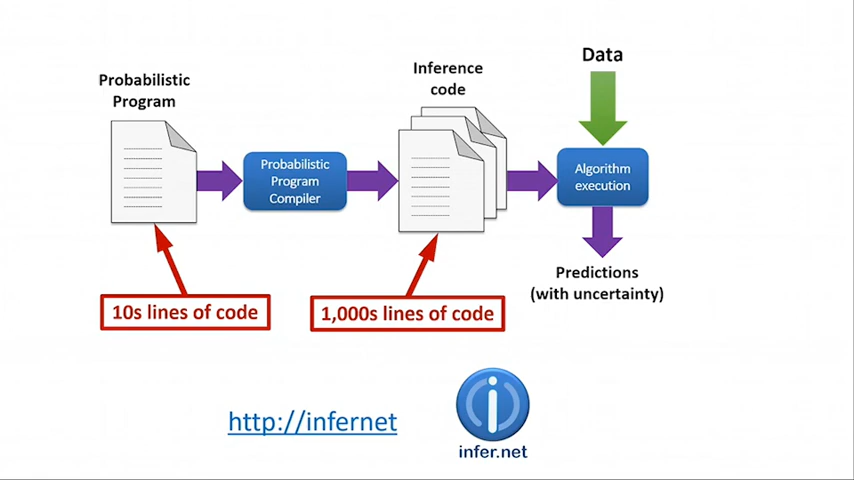 Probabilistic
Program
Probabilistic
Program
Compiler
Inference
code
Data
Algorithm
execution
Predictions
(with uncertainty)
10s lines of code
1,000s lines of code
http://infernet
infer.net